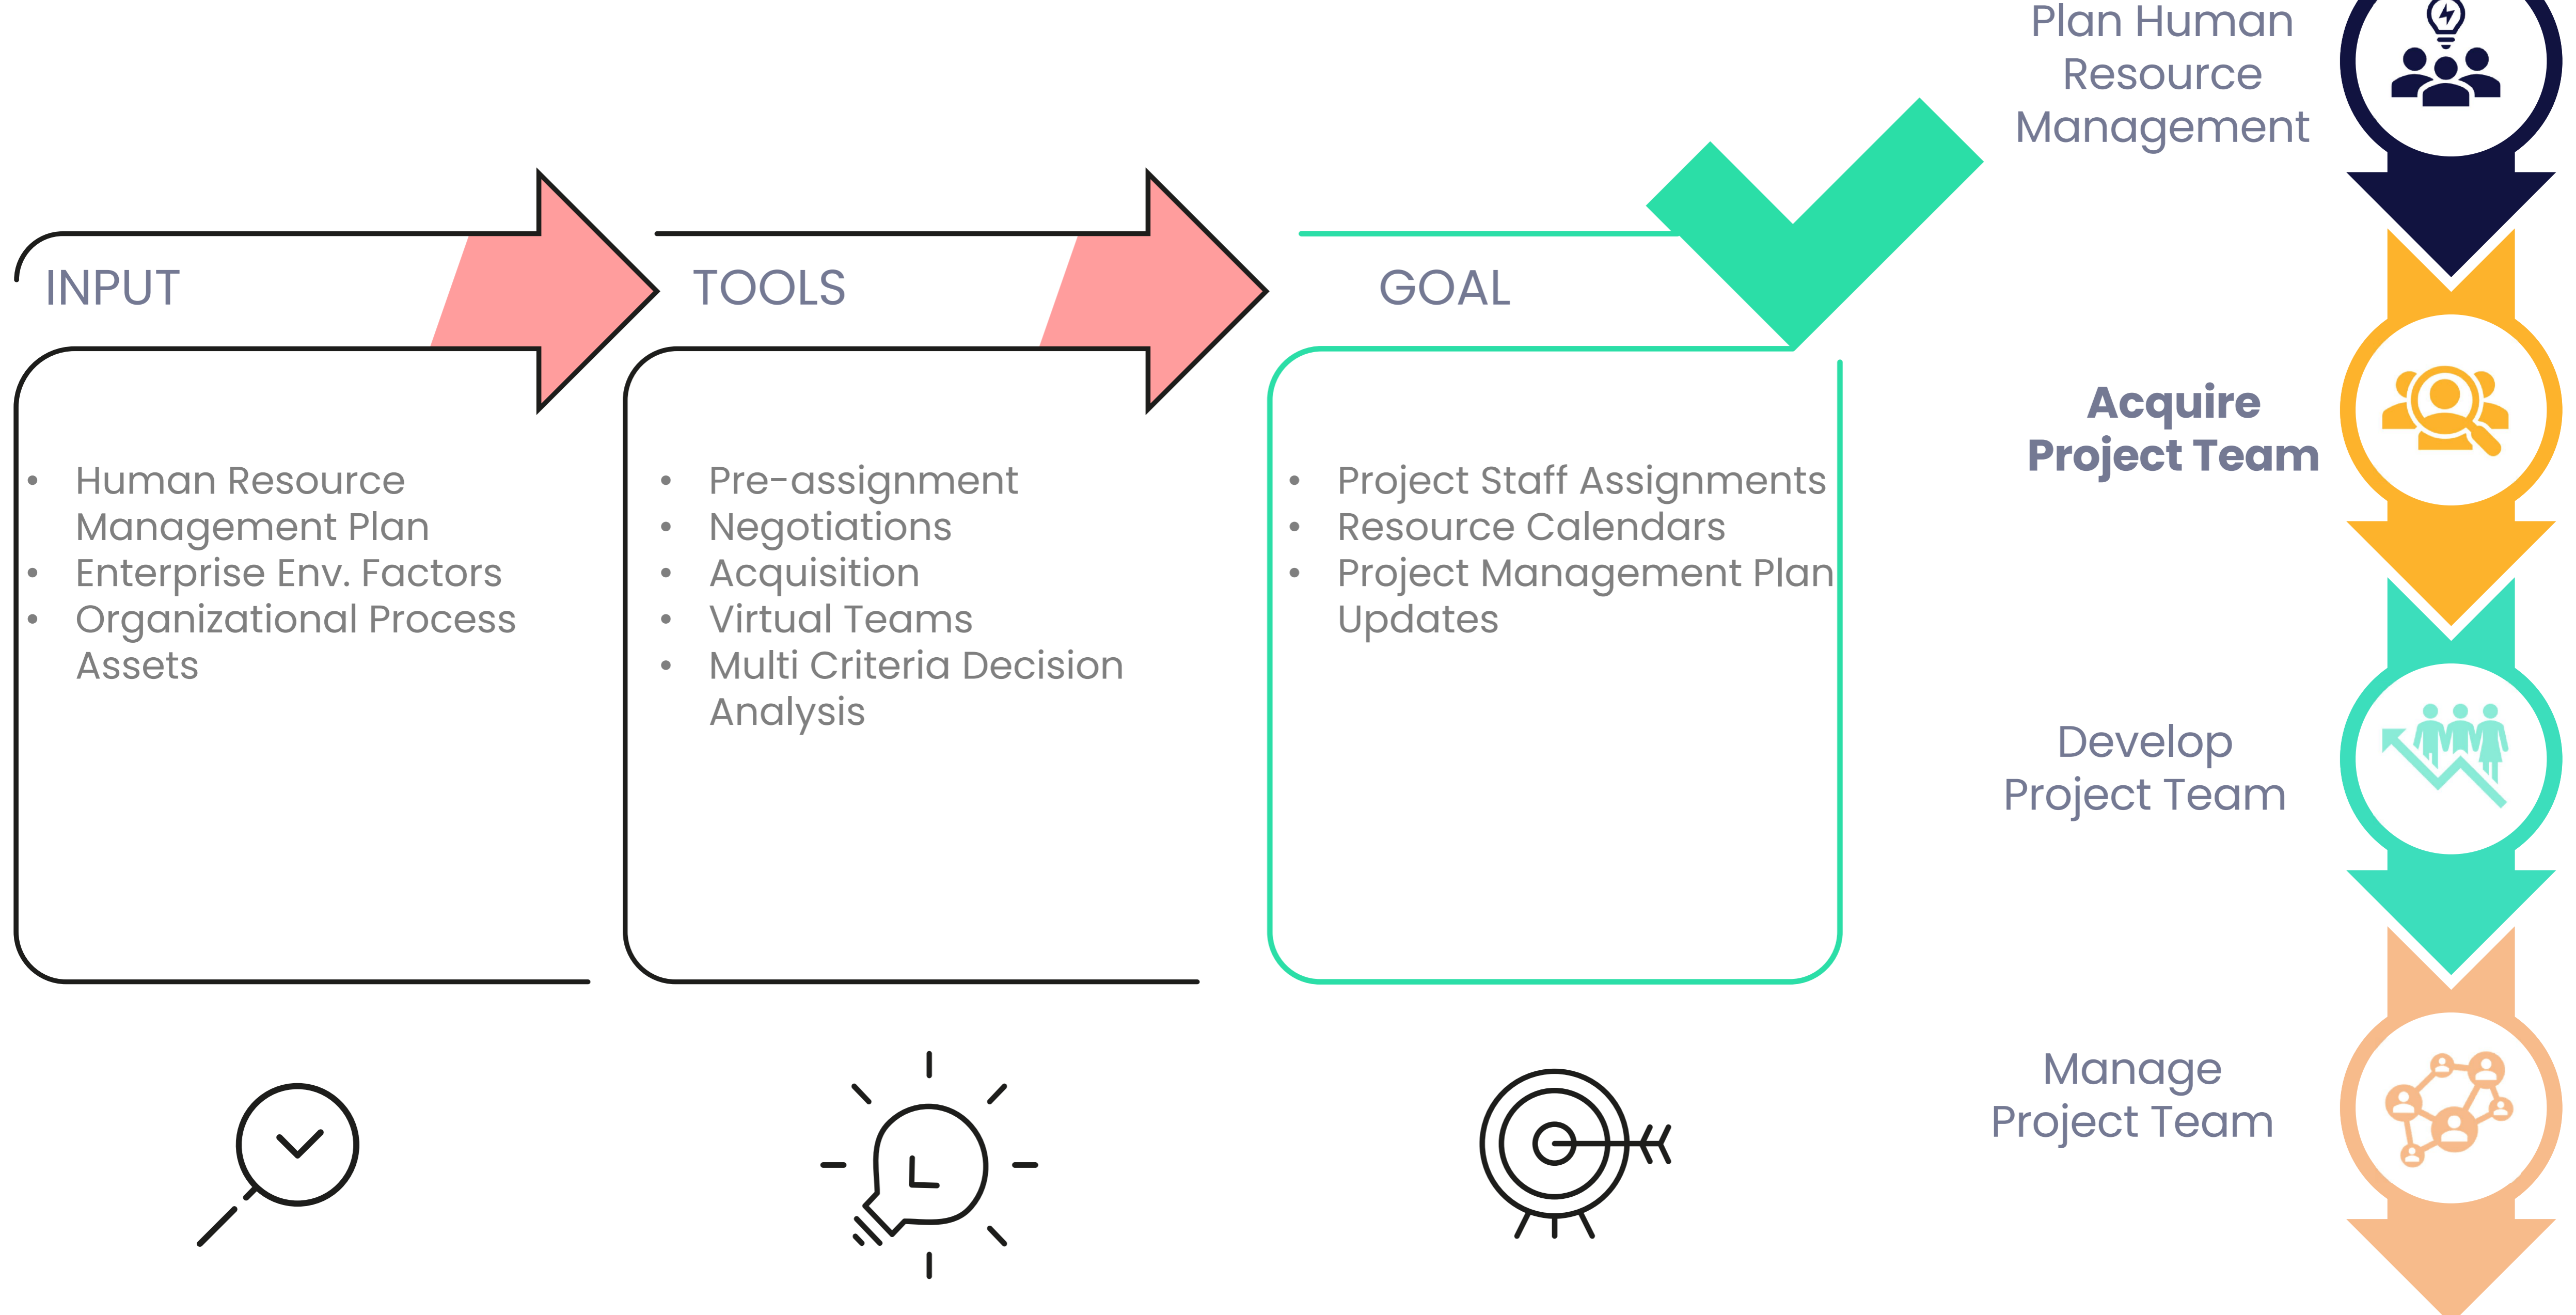 INPUT
• Human Resource
Management Plan
• Enterprise Env. Factors
• Organizational Process
Assets
TOOLS
• Pre-assignment
• Negotiations
• Acquisition
• Virtual Teams
• Multi Criteria Decision
Analysis
GOAL
• Project Staff Assignments
• Resource Calendars
• Project Management Plan
Updates
Plan Human
Resource
Management
Acquire
Project Team
Develop
Project Team
Manage
Project Team